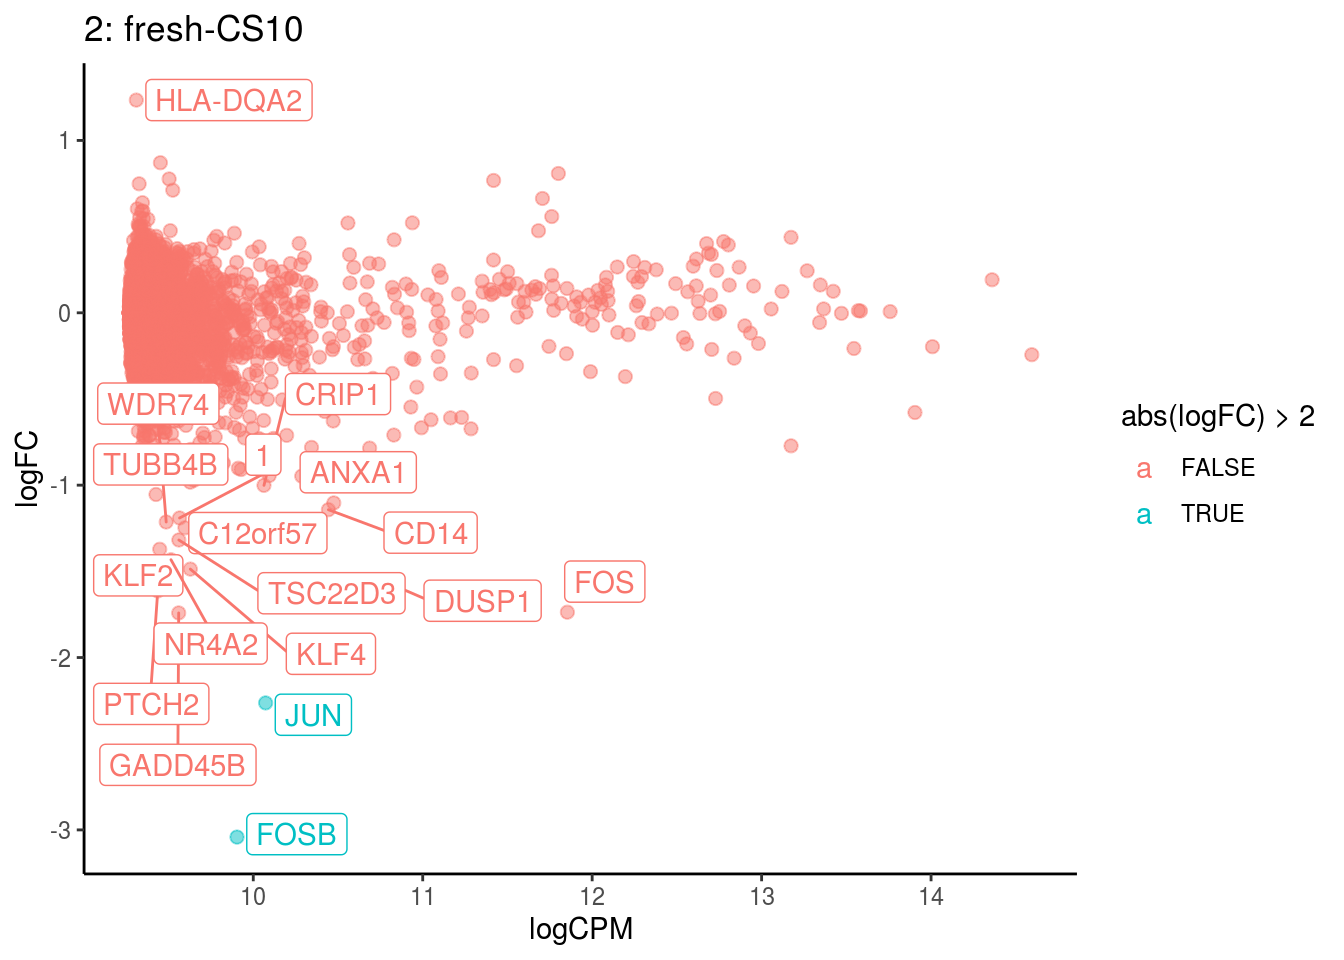 2: fresh-CS10
HLA-DQA2
1
0
-1
-2
-3
logFC
WDR74
CRIP1
TUBB4B
1
ANXA1
C12orf57
CD14
KLF2
TSC22D3
DUSP1
FOS
NR4A2
KLF4
PTCH2
JUN
GADD45B
FOSB
10
11
12
13
14
logCPM
abs(logFC) > 2
a FALSE
a TRUE